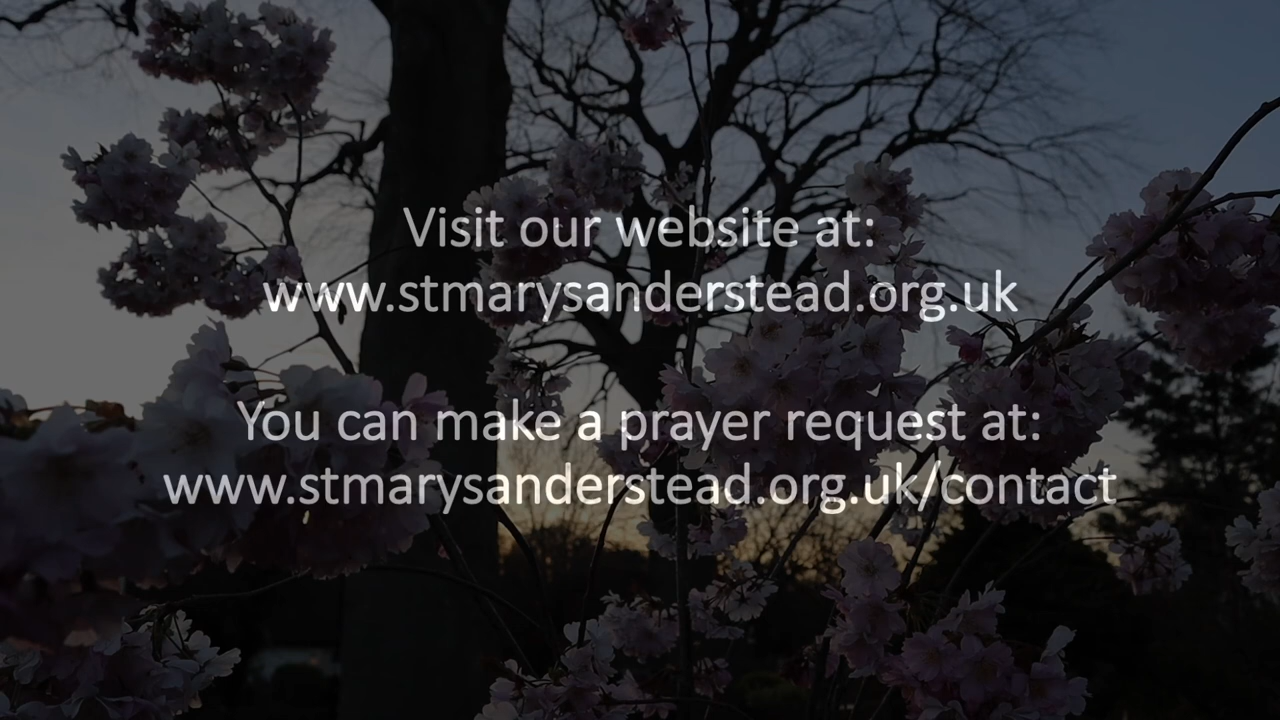 Visit our website at:
www.stmarysanderstead.org.uk
You can make a prayer request at:
www.stmarysanderstead.org.uk/contact